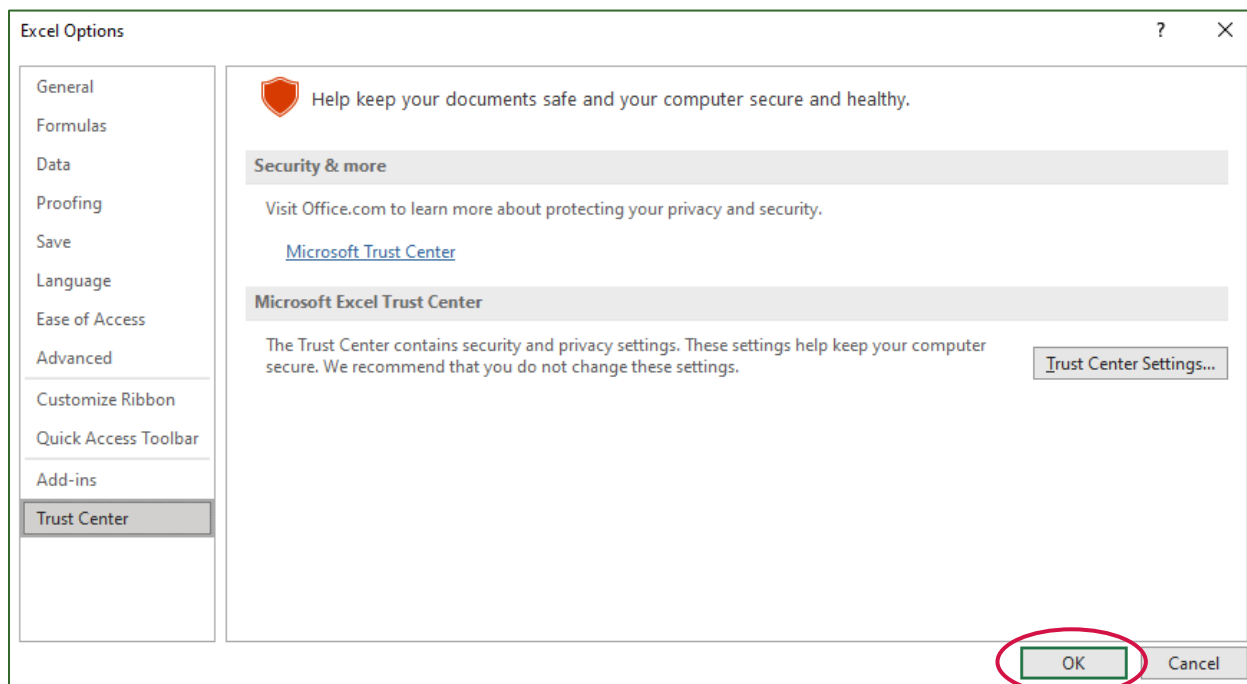 Excel Options
?
General
Formulas
Data
Proofing
Save
Language
Ease of Access
Advanced
Customize Ribbon
Quick Access Toolbar
Add-ins
Trust Center
Help keep your documents safe and your computer secure and healthy.
Security & more
Visit Office.com to learn more about protecting your privacy and security.
Microsoft Trust Center
Microsoft Excel Trust Center
The Trust Center contains security and privacy settings. These settings help keep your computer
secure. We recommend that you do not change these settings.
Trust Center Settings...
OK
Cancel